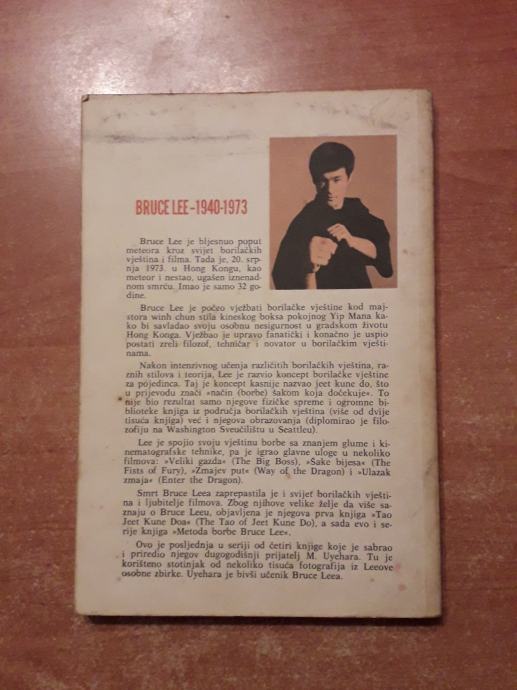 BRUCE LEE-1940-1973
Bruce Lee je bljesnuo poput
meteora kroz svijet borilačkih
vještina i filma. Tada je, 20. srp-
nja 1973. u Hong Kongu, kao
meteor i nestao, ugašen iznenad-
nom smrću. Imao je samo 32 go-
dine.
Bruce Lee je počeo vježbati borilačke vještine kod maj-
stora winh chun stila kineskog boksa pokojnog Yip Mana ka-
ko bi savladao svoju osobnu nesigurnost u gradskom životu
Hong Konga. Vježbao je upravo fanatički i konačno je uspio
postati zreli filozof, tehničar i novator u borilačkim vješti-
nama.
Nakon intenzivnog učenja različitih borilačkih vještina, ra-
znih stilova i teorija, Lee je razvio koncept borilačke vještine
za pojedinca. Taj je koncept kasnije nazvao jeet kune do, što
u prijevodu znači »način (borbe) šakom koja dočekuje«. To
nije bio rezultat samo njegove fizičke spreme i ogromne bi-
blioteke knjiga iz područja borilačkih vještina (više od dvije
tisuća knjiga) već i njegova obrazovanja (diplomirao je filo-
zofiju na Washington Sveučilištu u Seattleu).
Lee je spojio svoju vještinu borbe sa znanjem glume i ki-
nematografske tehnike, pa je igrao glavne uloge u nekoliko
filmova: »Veliki gazda« (The Big Boss), »Šake bijesa« (The
Fists of Fury), »Zmajev put« (Way of the Dragon) i »Ulazak
zmaja« (Enter the Dragon).
Smrt Bruce Leea zaprepastila je i svijet borilačkih vješti-
na i ljubitelje filmova. Zbog njihove velike želje da više sa-
znaju o Bruce Leeu, objavljena je njegova prva knjiga »Tao
Jeet Kune Doa« (The Tao of Jeet Kune Do), a sada evo i se-
rije knjiga »Metoda borbe Bruce Lee«.
Ovo je posljednja u seriji od četiri knjige koje je sabrao
i priredio njegov dugogodišnji prijatelj M. Uyehara. Tu je
korišteno stotinjak od nekoliko tisuća fotografija iz Leeove
osobne zbirke. Uyehara je bivši učenik Bruce Leea.